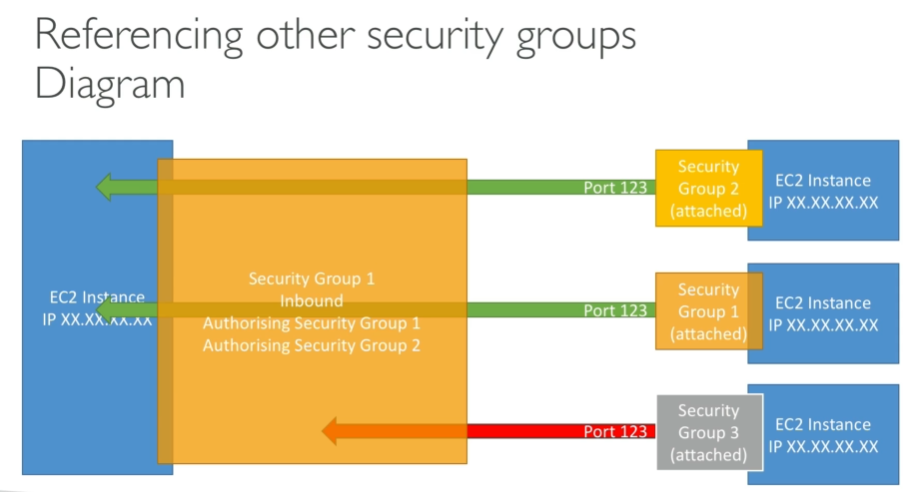 Referencing other security groups
Diagram
EC2 Instance
IP XX.XX.XX.XX
Security Group 1
Inbound
Authorising Security Group 1
Authorising Security Group 2
Port 123
Security
Group 2
(attached)
EC2 Instance
IP XX.XX.XX.XX
Port 123
Security
Group 1
(attached)
EC2 Instance
IP XX.XX.XX.XX
Port 123
Security
Group 3
(attached)
EC2 Instance
IP XX.XX.XX.XX